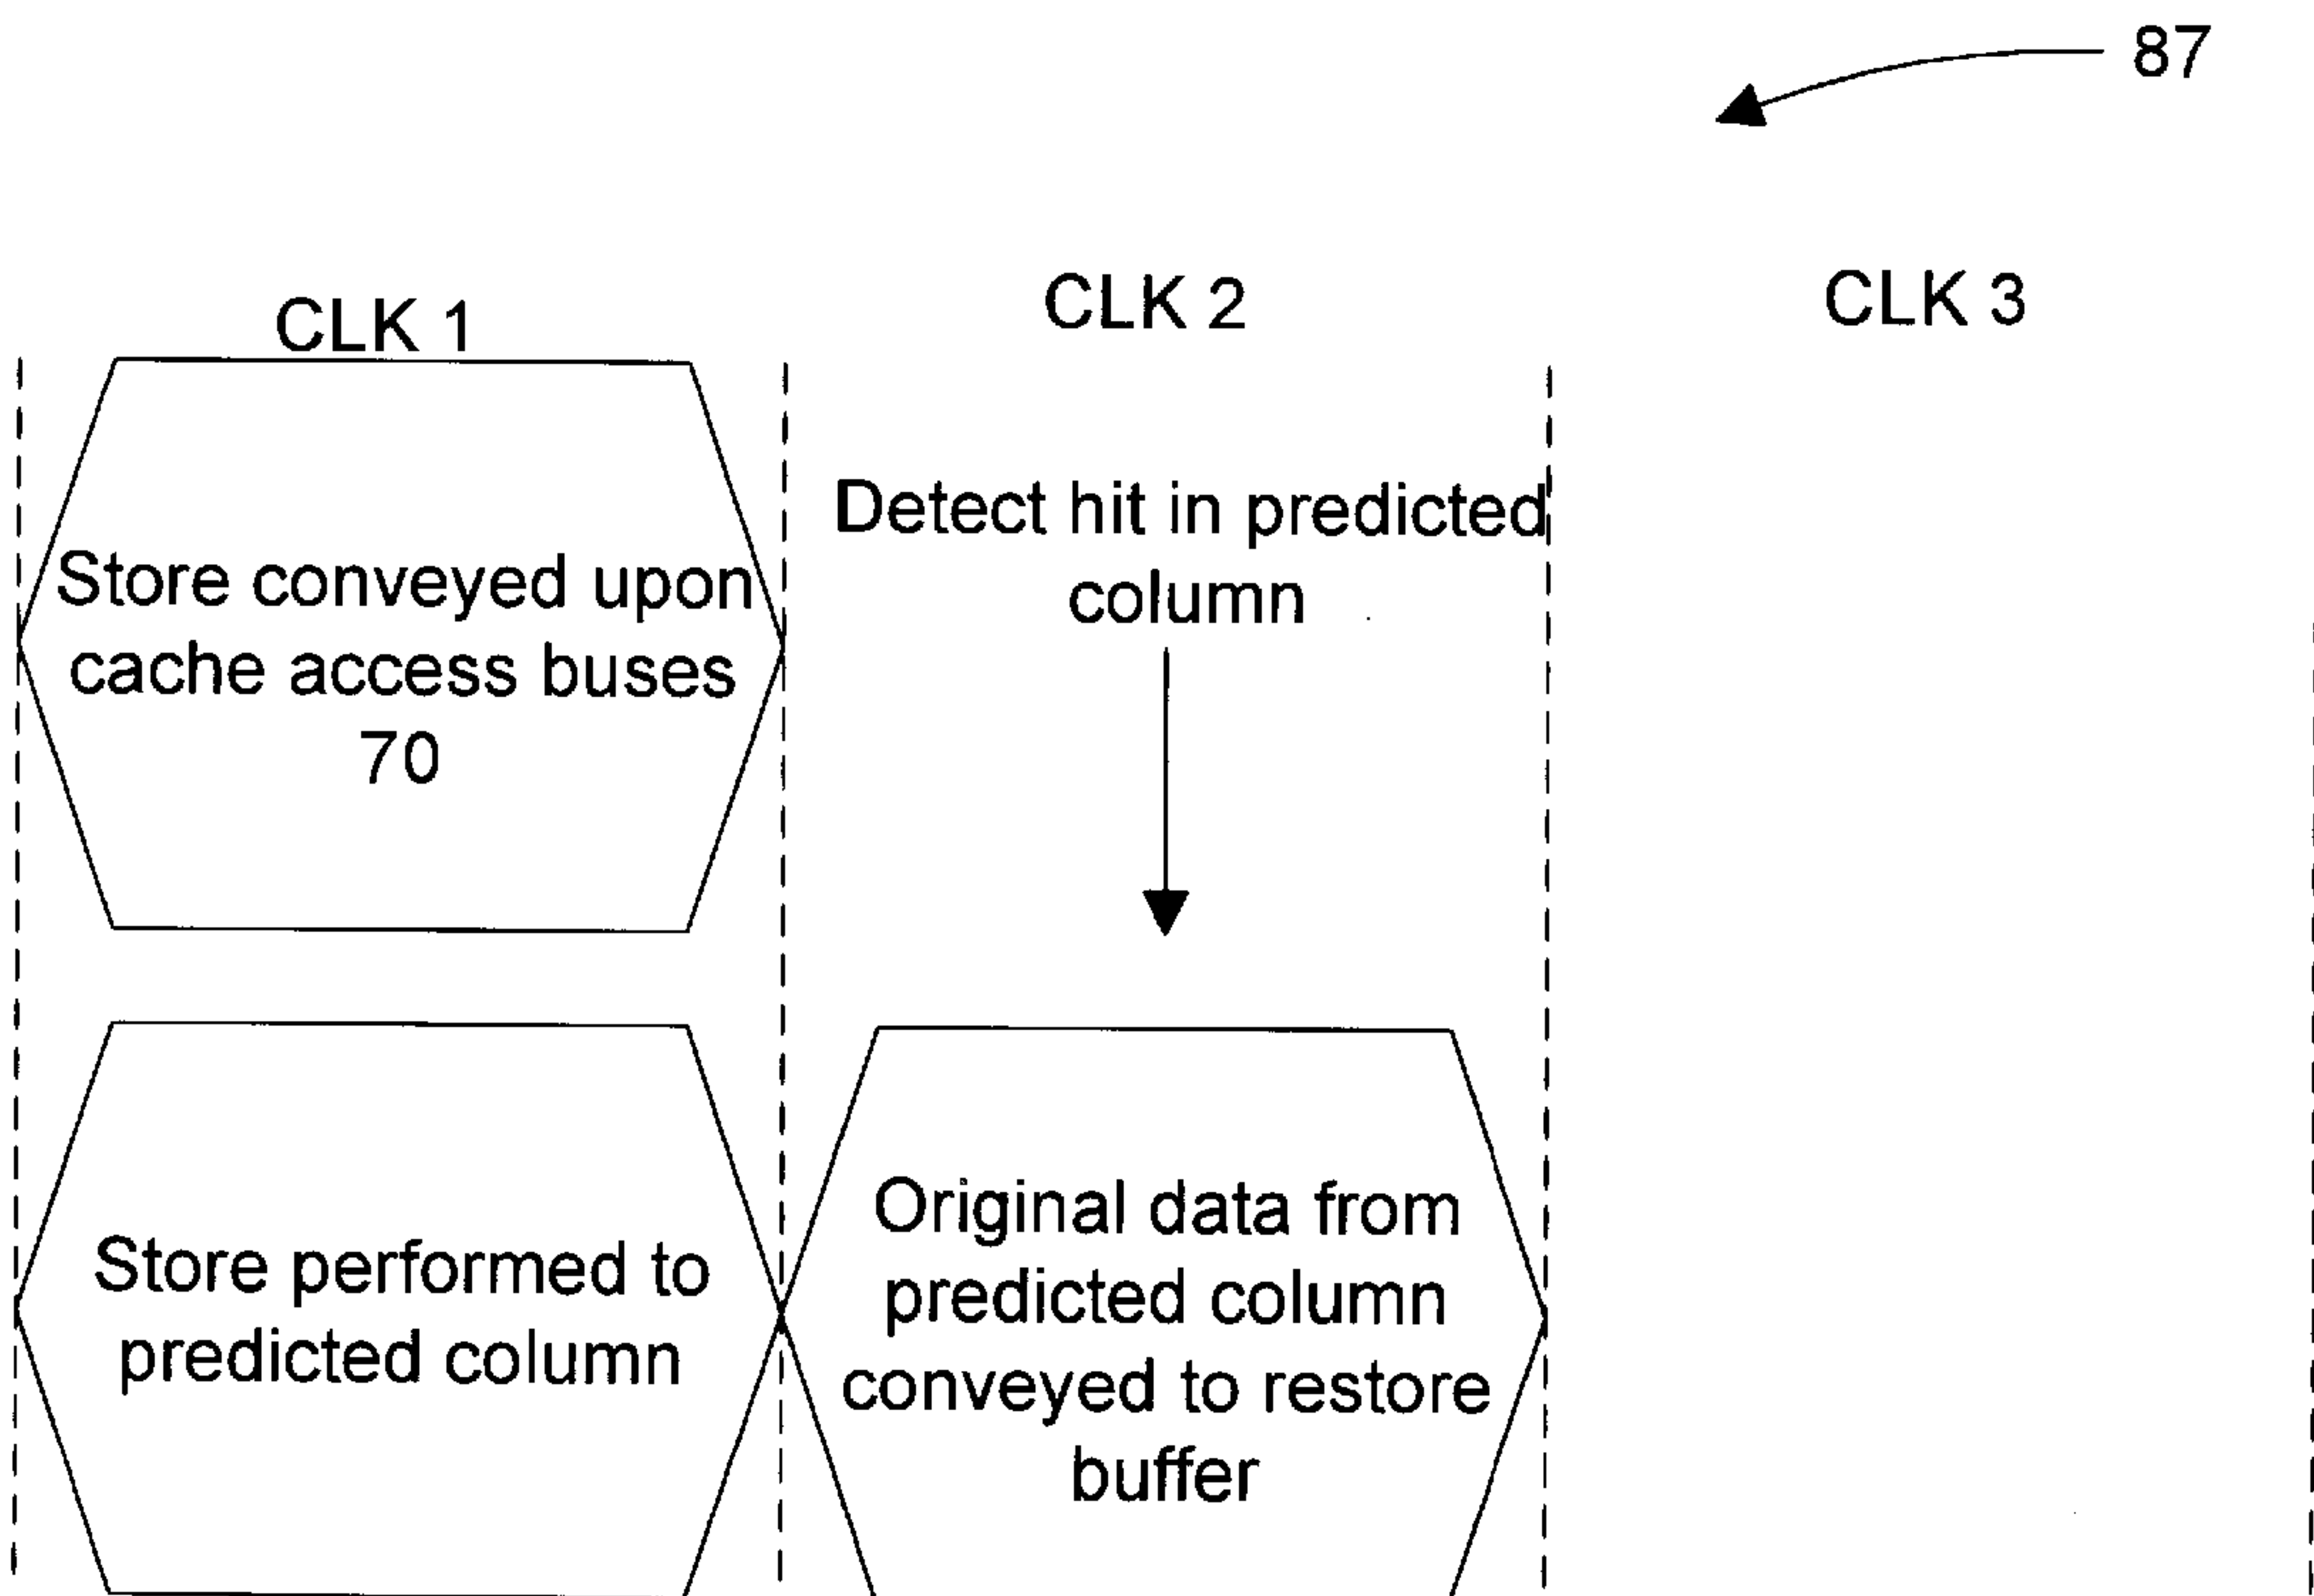 87
CLK 1
CLK 2
CLK 3
Store conveyed upon
cache access buses
70
Detect hit in predicted
column
Store performed to
predicted column
Original data from
predicted column
conveyed to restore
buffer